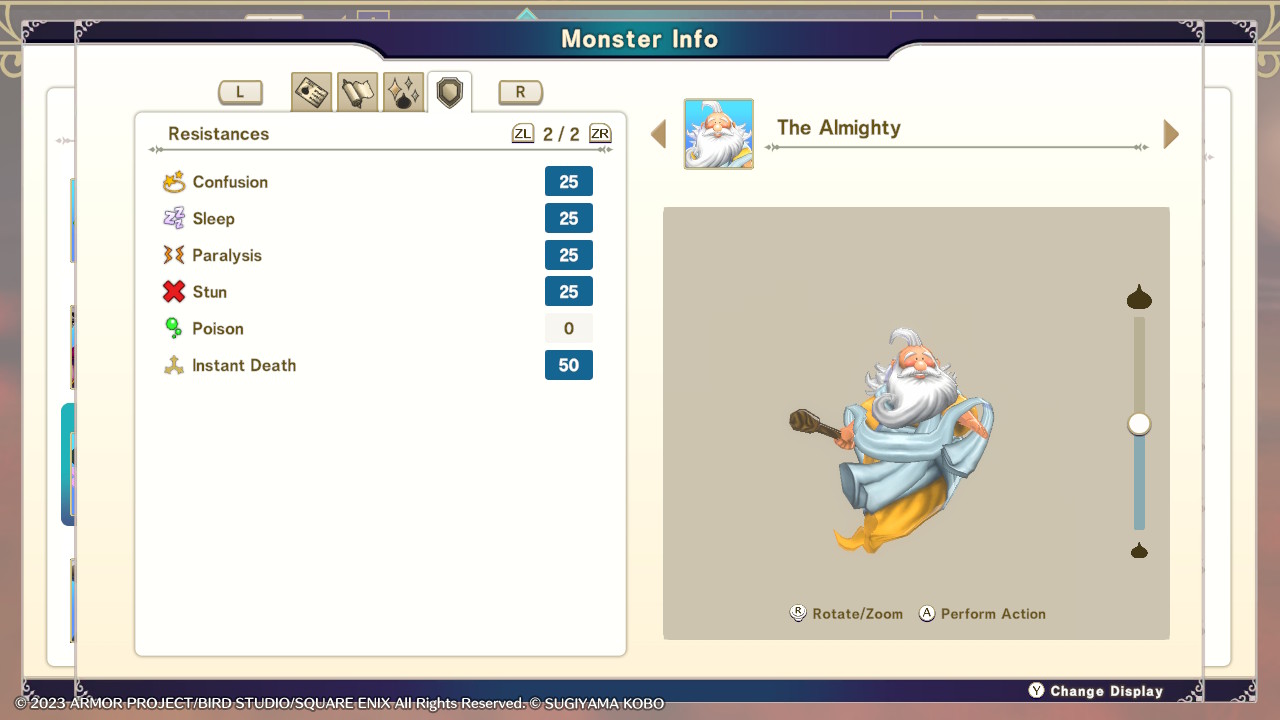 Monster Info
L
R
Resistances
ZL 2 / 2 ZR
The Almighty
Confusion 25
Sleep 25
Paralysis 25
Stun 25
Poison 0
Instant Death 50
R Rotate/Zoom A Perform Action
Y Change Display
© 2023 ARMOR PROJECT/BIRD STUDIO/SQUARE ENIX All Rights Reserved. © SUGIYAMA KOBO